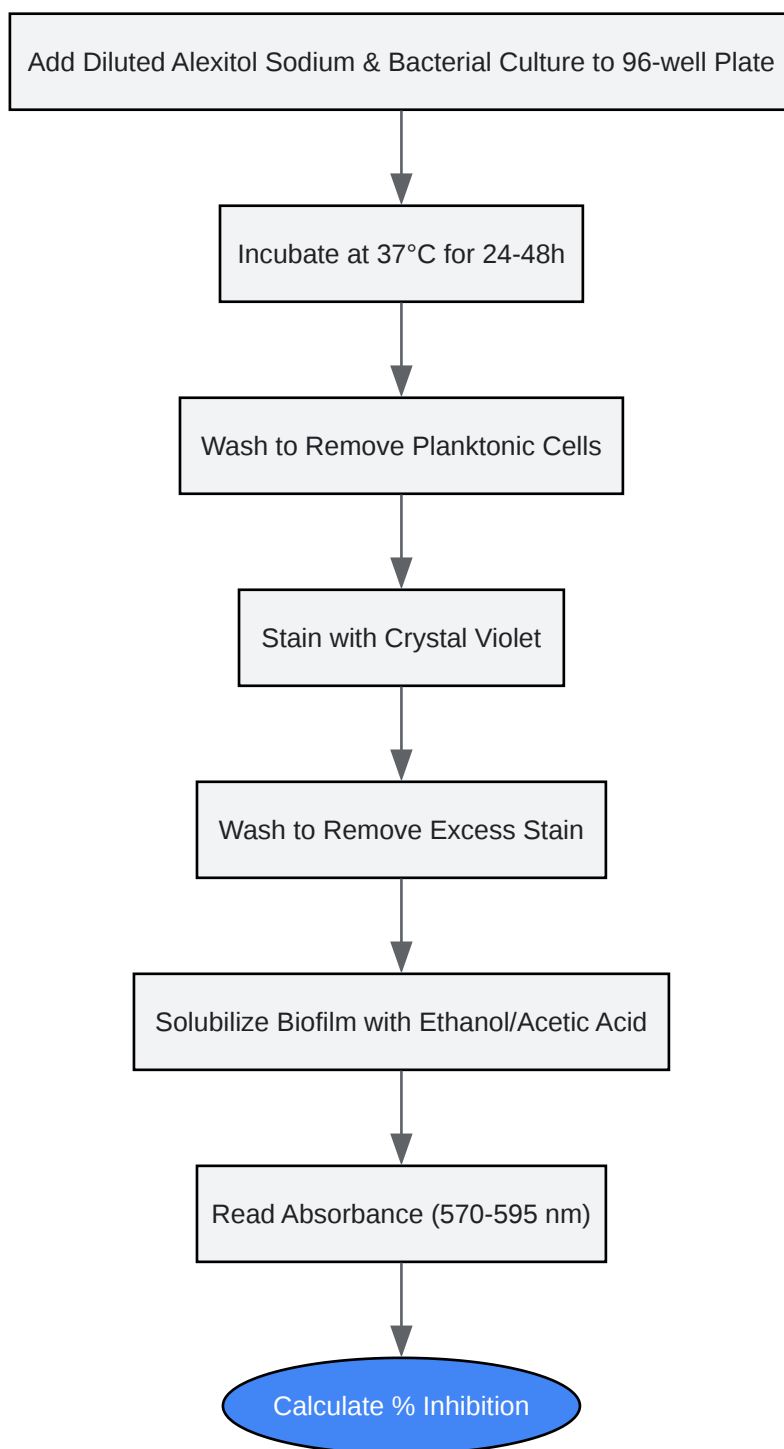 Add Diluted Alexitol Sodium & Bacterial Culture to 96-well Plate
Incubate at 37°C for 24-48h
Wash to Remove Planktonic Cells
Stain with Crystal Violet
Wash to Remove Excess Stain
Solubilize Biofilm with Ethanol/Acetic Acid
Read Absorbance (570-595 nm)
Calculate % Inhibition